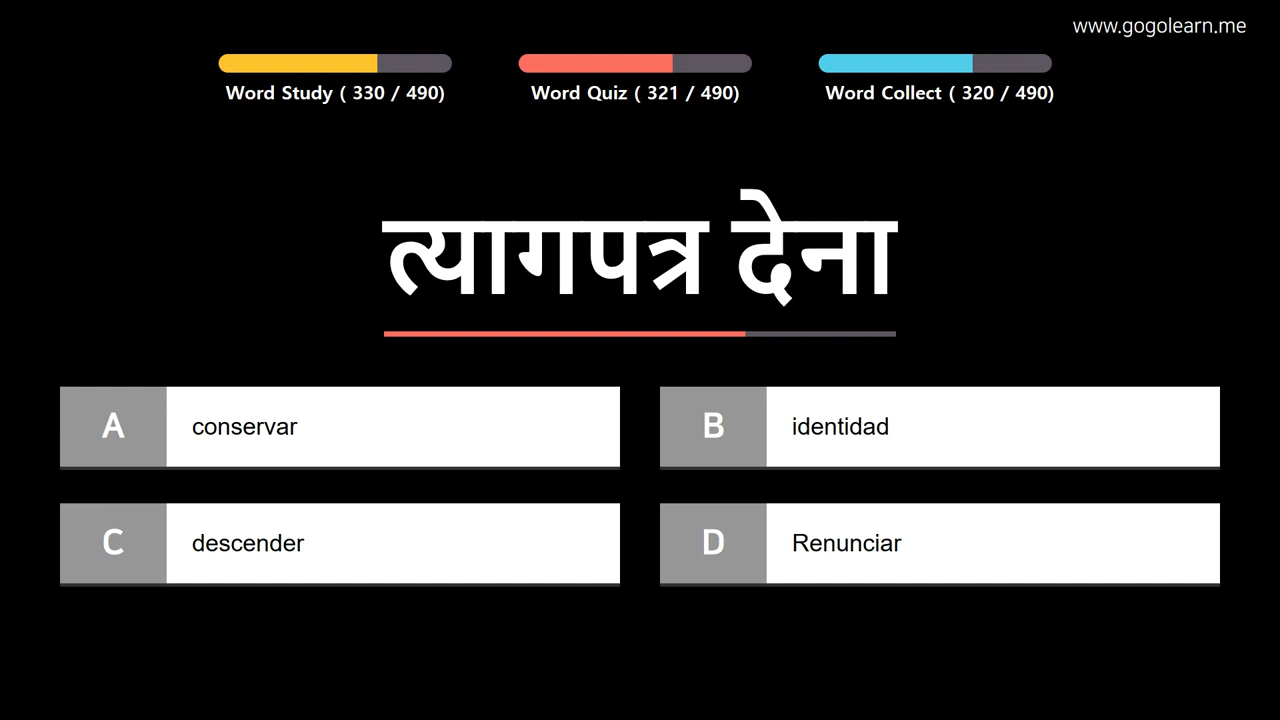 www.gogolearn.me
Word Study ( 330 / 490)
Word Quiz ( 321 / 490)
Word Collect ( 320 / 490)
त्यागपत्र देना
A conservar
B identidad
C descender
D Renunciar